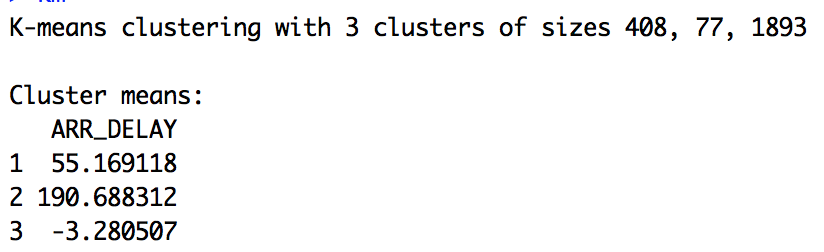 K-means clustering with 3 clusters of sizes 408, 77, 1893
Cluster means:
ARR_DELAY
1 55.169118
2 190.688312
3 -3.280507